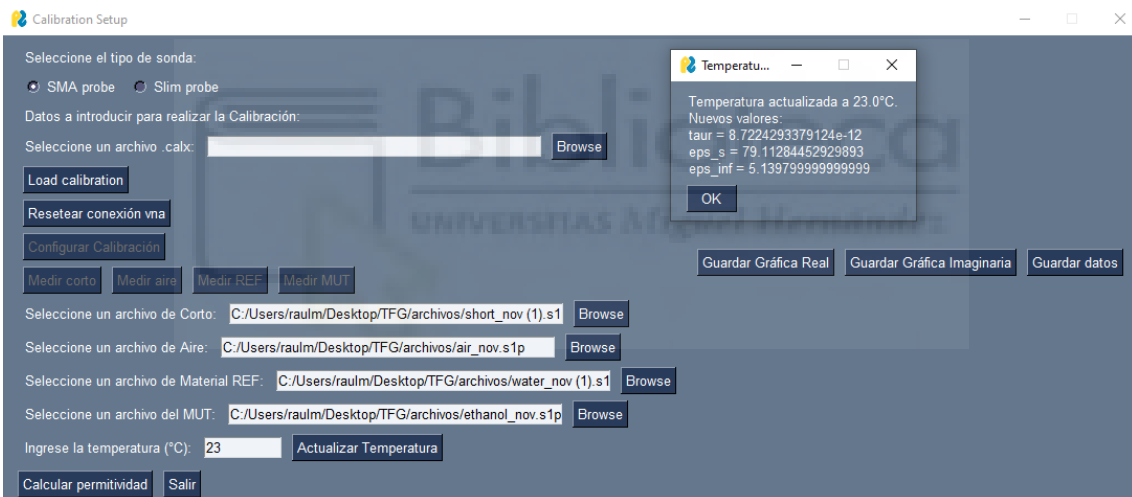 Calibration Setup
Seleccione el tipo de sonda:
SMA probe Slim probe
Datos a introducir para realizar la Calibración:
Seleccione un archivo .calx: Browse
Load calibration
Resetear conexión vna
Configurar Calibración
Medir corto Medir aire Medir REF Medir MUT
Seleccione un archivo de Corto: C:/Users/raulm/Desktop/TFG/archivos/short_nov (1).s1 Browse
Seleccione un archivo de Aire: C:/Users/raulm/Desktop/TFG/archivos/air_nov.s1p Browse
Seleccione un archivo de Material REF: C:/Users/raulm/Desktop/TFG/archivos/water_nov (1).s1 Browse
Seleccione un archivo del MUT: C:/Users/raulm/Desktop/TFG/archivos/ethanol_nov.s1p Browse
Ingrese la temperatura (°C): 23 Actualizar Temperatura
Calcular permitividad Salir
Temperatu...
Temperatura actualizada a 23.0°C.
Nuevos valores:
taur = 8.7224293379124e-12
eps_s = 79.11284452929893
eps_inf = 5.139799999999999
OK
Guardar Gráfica Real Guardar Gráfica Imaginaria Guardar datos
Biblioteca
UNIVERSITAS Miguel Hernández